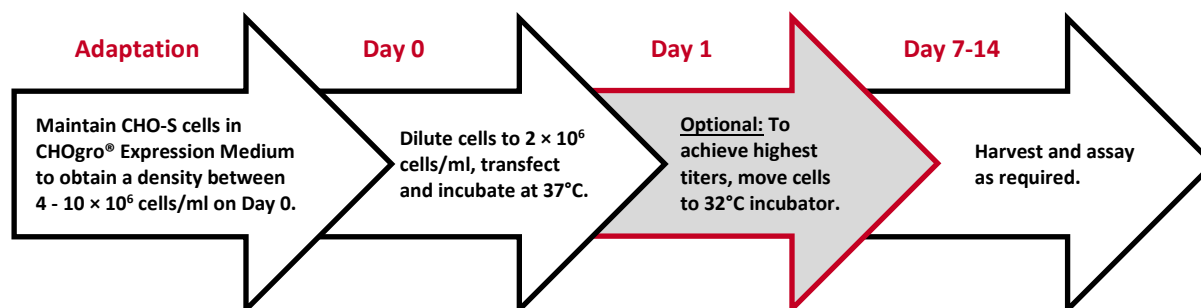 Adaptation
Maintain CHO-S cells in
CHOgro® Expression Medium
to obtain a density between
4 - 10 × 10⁶ cells/ml on Day 0.
Day 0
Dilute cells to 2 × 10⁶
cells/ml, transfect
and incubate at 37°C.
Day 1
Optional: To
achieve highest
titers, move cells
to 32°C incubator.
Day 7-14
Harvest and assay
as required.